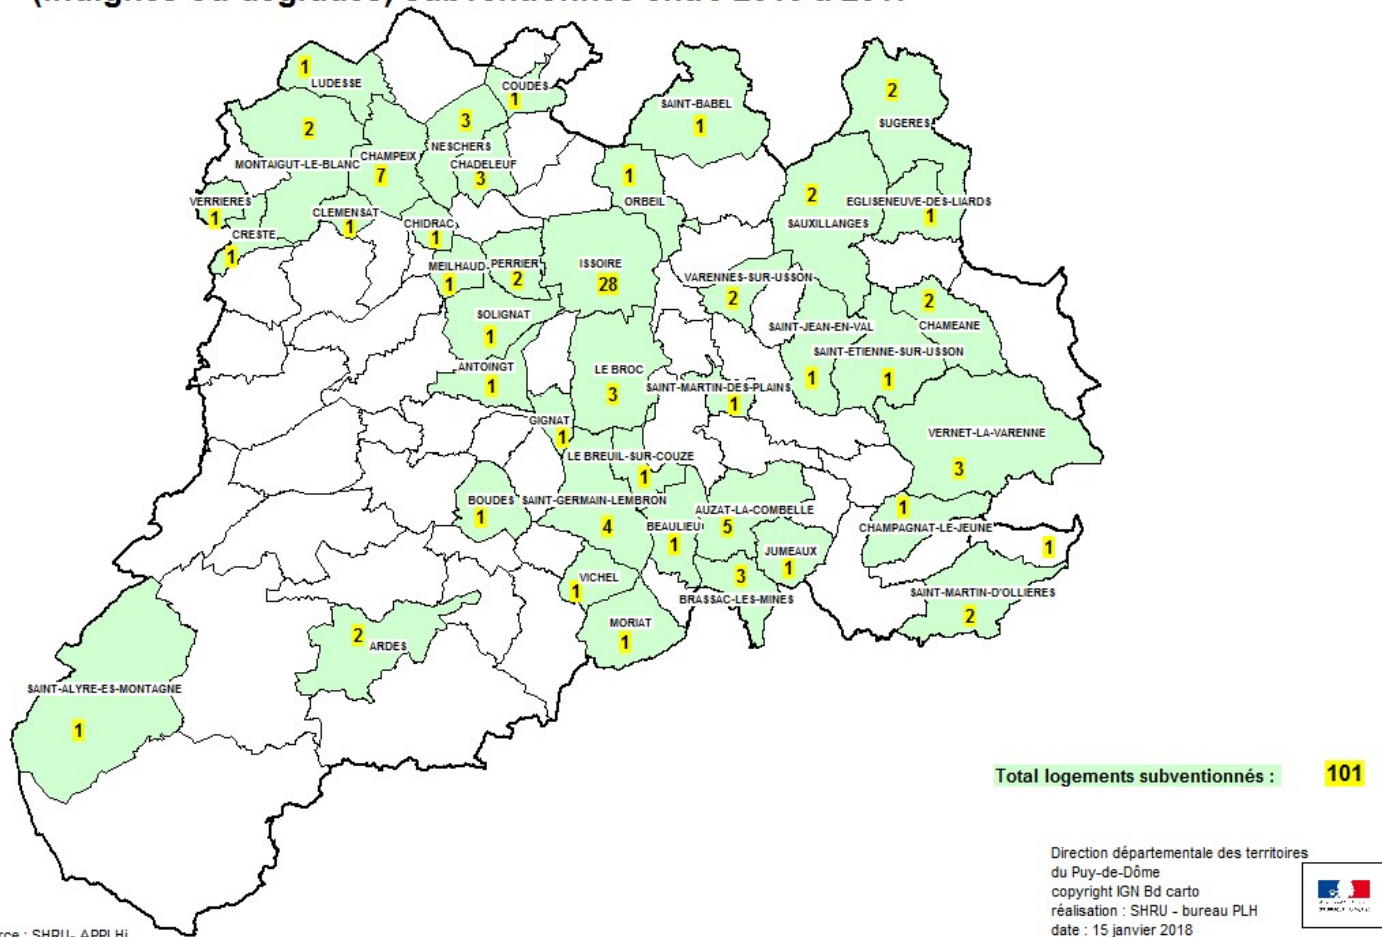 1
LUDESSE
COUDES
1
2
MONTAIGUT-LE-BLANC
CHAMPEIX
7
3
NESCHERS
CHADELEUF
3
SAINT-BABEL
1
2
SUGERES
1
ORBEIL
2
SAUXILLANGES
EGLISENEUVE-DES-LIARDS
1
VERRIERES
1
CRESTE
1
CLEMENSAT
1
CHIDRAC
1
MEILHAUD
1
PERRIER
2
ISSOIRE
28
VARENNES-SUR-USSON
2
2
CHAMEANE
SOLIGNAT
1
SAINT-JEAN-EN-VAL
1
SAINT-ETIENNE-SUR-USSON
1
ANTOINGT
1
LE BROC
3
SAINT-MARTIN-DES-PLAINS
1
GIGNAT
1
VERNET-LA-VARENNE
3
LE BREUIL-SUR-COUZE
1
BOUDES
1
SAINT-GERMAIN-LEMBRON
4
BEAULIEU
1
AUZAT-LA-COMBELLE
5
JUMEAUX
1
1
CHAMPAGNAT-LE-JEUNE
1
3
BRASSAC-LES-MINES
VICHEL
1
MORIAT
1
SAINT-MARTIN-D'OLLIERES
2
2
ARDES
SAINT-ALYRE-ES-MONTAGNE
1
Total logements subventionnés : 101
Direction départementale des territoires
du Puy-de-Dôme
copyright IGN Bd carto
réalisation : SHRU - bureau PLH
date : 15 janvier 2018